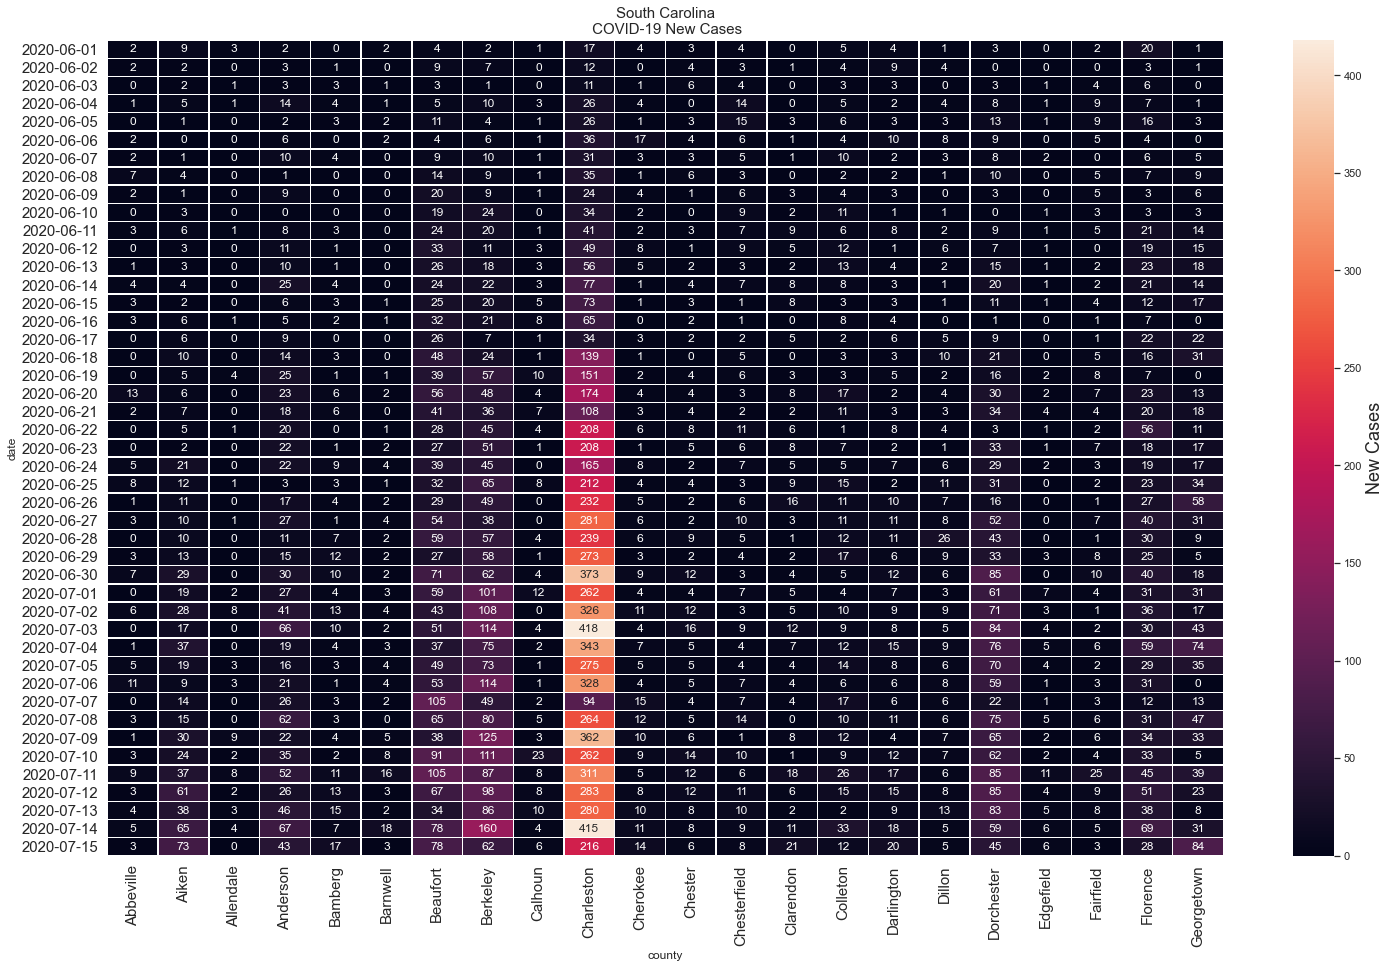 South Carolina
COVID-19 New Cases
2020-06-01 2 9 3 2 0 2 4 2 1 17 4 3 4 0 5 4 1 3 0 2 20 1
2020-06-02 2 2 0 3 1 0 9 7 0 12 0 4 3 1 4 9 4 0 0 0 3 1
2020-06-03 0 2 1 3 3 1 3 1 0 11 1 6 4 0 3 3 0 3 1 4 6 0
2020-06-04 1 5 1 14 4 1 5 10 3 26 4 0 14 0 5 2 4 8 1 9 7 1
2020-06-05 0 1 0 2 3 2 11 4 1 26 1 3 15 3 6 3 3 13 1 9 16 3
2020-06-06 2 0 0 6 0 2 4 6 1 36 17 4 6 1 4 10 8 9 0 5 4 0
2020-06-07 2 1 0 10 4 0 9 10 1 31 3 3 5 1 10 2 3 8 2 0 6 5
2020-06-08 7 4 0 1 0 0 14 9 1 35 1 6 3 0 2 2 1 10 0 5 7 9
2020-06-09 2 1 0 9 0 0 20 9 1 24 4 1 6 3 4 3 0 3 0 5 3 6
2020-06-10 0 3 0 0 0 0 19 24 0 34 2 0 9 2 11 1 1 0 1 3 3 3
2020-06-11 3 6 1 8 3 0 24 20 1 41 2 3 7 9 6 8 2 9 1 5 21 14
2020-06-12 0 3 0 11 1 0 33 11 3 49 8 1 9 5 12 1 6 7 1 0 19 15
2020-06-13 1 3 0 10 1 0 26 18 3 56 5 2 3 2 13 4 2 15 1 2 23 18
2020-06-14 4 4 0 25 4 0 24 22 3 77 1 4 7 8 8 3 1 20 1 2 21 14
2020-06-15 3 2 0 6 3 1 25 20 5 73 1 3 1 8 3 3 1 11 1 4 12 17
2020-06-16 3 6 1 5 2 1 32 21 8 65 0 2 1 0 8 4 0 1 0 1 7 0
2020-06-17 0 6 0 9 0 0 26 7 1 34 3 2 2 5 2 6 5 9 0 1 22 22
2020-06-18 0 10 0 14 3 0 48 24 1 139 1 0 5 0 3 3 10 21 0 5 16 31
2020-06-19 0 5 4 25 1 1 39 57 10 151 2 4 6 3 3 5 2 16 2 8 7 0
2020-06-20 13 6 0 23 6 2 56 48 4 174 4 4 3 8 17 2 4 30 2 7 23 13
2020-06-21 2 7 0 18 6 0 41 36 7 108 3 4 2 2 11 3 3 34 4 4 20 18
2020-06-22 0 5 1 20 0 1 28 45 4 208 6 8 11 6 1 8 4 3 1 2 56 11
2020-06-23 0 2 0 22 1 2 27 51 1 208 1 5 6 8 7 2 1 33 1 7 18 17
2020-06-24 5 21 0 22 9 4 39 45 0 165 8 2 7 5 5 7 6 29 2 3 19 17
2020-06-25 8 12 1 3 3 1 32 65 8 212 4 4 3 9 15 2 11 31 0 2 23 34
2020-06-26 1 11 0 17 4 2 29 49 0 232 5 2 6 16 11 10 7 16 0 1 27 58
2020-06-27 3 10 1 27 1 4 54 38 0 281 6 2 10 3 11 11 8 52 0 7 40 31
2020-06-28 0 10 0 11 7 2 59 57 4 239 6 9 5 1 12 11 26 43 0 1 30 9
2020-06-29 3 13 0 15 12 2 27 58 1 273 3 2 4 2 17 6 9 33 3 8 25 5
2020-06-30 7 29 0 30 10 2 71 62 4 373 9 12 3 4 5 12 6 85 0 10 40 18
2020-07-01 0 19 2 27 4 3 59 101 12 262 4 4 7 5 4 7 3 61 7 4 31 31
2020-07-02 6 28 8 41 13 4 43 108 0 326 11 12 3 5 10 9 9 71 3 1 36 17
2020-07-03 0 17 0 66 10 2 51 114 4 418 4 16 9 12 9 8 5 84 4 2 30 43
2020-07-04 1 37 0 19 4 3 37 75 2 343 7 5 4 7 12 15 9 76 5 6 59 74
2020-07-05 5 19 3 16 3 4 49 73 1 275 5 5 4 4 14 8 6 70 4 2 29 35
2020-07-06 11 9 3 21 1 4 53 114 1 328 4 5 7 4 6 6 8 59 1 3 31 0
2020-07-07 0 14 0 26 3 2 105 49 2 94 15 4 7 4 17 6 6 22 1 3 12 13
2020-07-08 3 15 0 62 3 0 65 80 5 264 12 5 14 0 10 11 6 75 5 6 31 47
2020-07-09 1 30 9 22 4 5 38 125 3 362 10 6 1 8 12 4 7 65 2 6 34 33
2020-07-10 3 24 2 35 2 8 91 111 23 262 9 14 10 1 9 12 7 62 2 4 33 5
2020-07-11 9 37 8 52 11 16 105 87 8 311 5 12 6 18 26 17 6 85 11 25 45 39
2020-07-12 3 61 2 26 13 3 67 98 8 283 8 12 11 6 15 15 8 85 4 9 51 23
2020-07-13 4 38 3 46 15 2 34 86 10 280 10 8 10 2 2 9 13 83 5 8 38 8
2020-07-14 5 65 4 67 7 18 78 160 4 415 11 8 9 11 33 18 5 59 6 5 69 31
2020-07-15 3 73 0 43 17 3 78 62 6 216 14 6 8 21 12 20 5 45 6 3 28 84
date
Abbeville Aiken Allendale Anderson Bamberg Barnwell Beaufort Berkeley Calhoun Charleston Cherokee Chester Chesterfield Clarendon Colleton Darlington Dillon Dorchester Edgefield Fairfield Florence Georgetown
county
400
350
300
250
200
150
100
50
0
New Cases